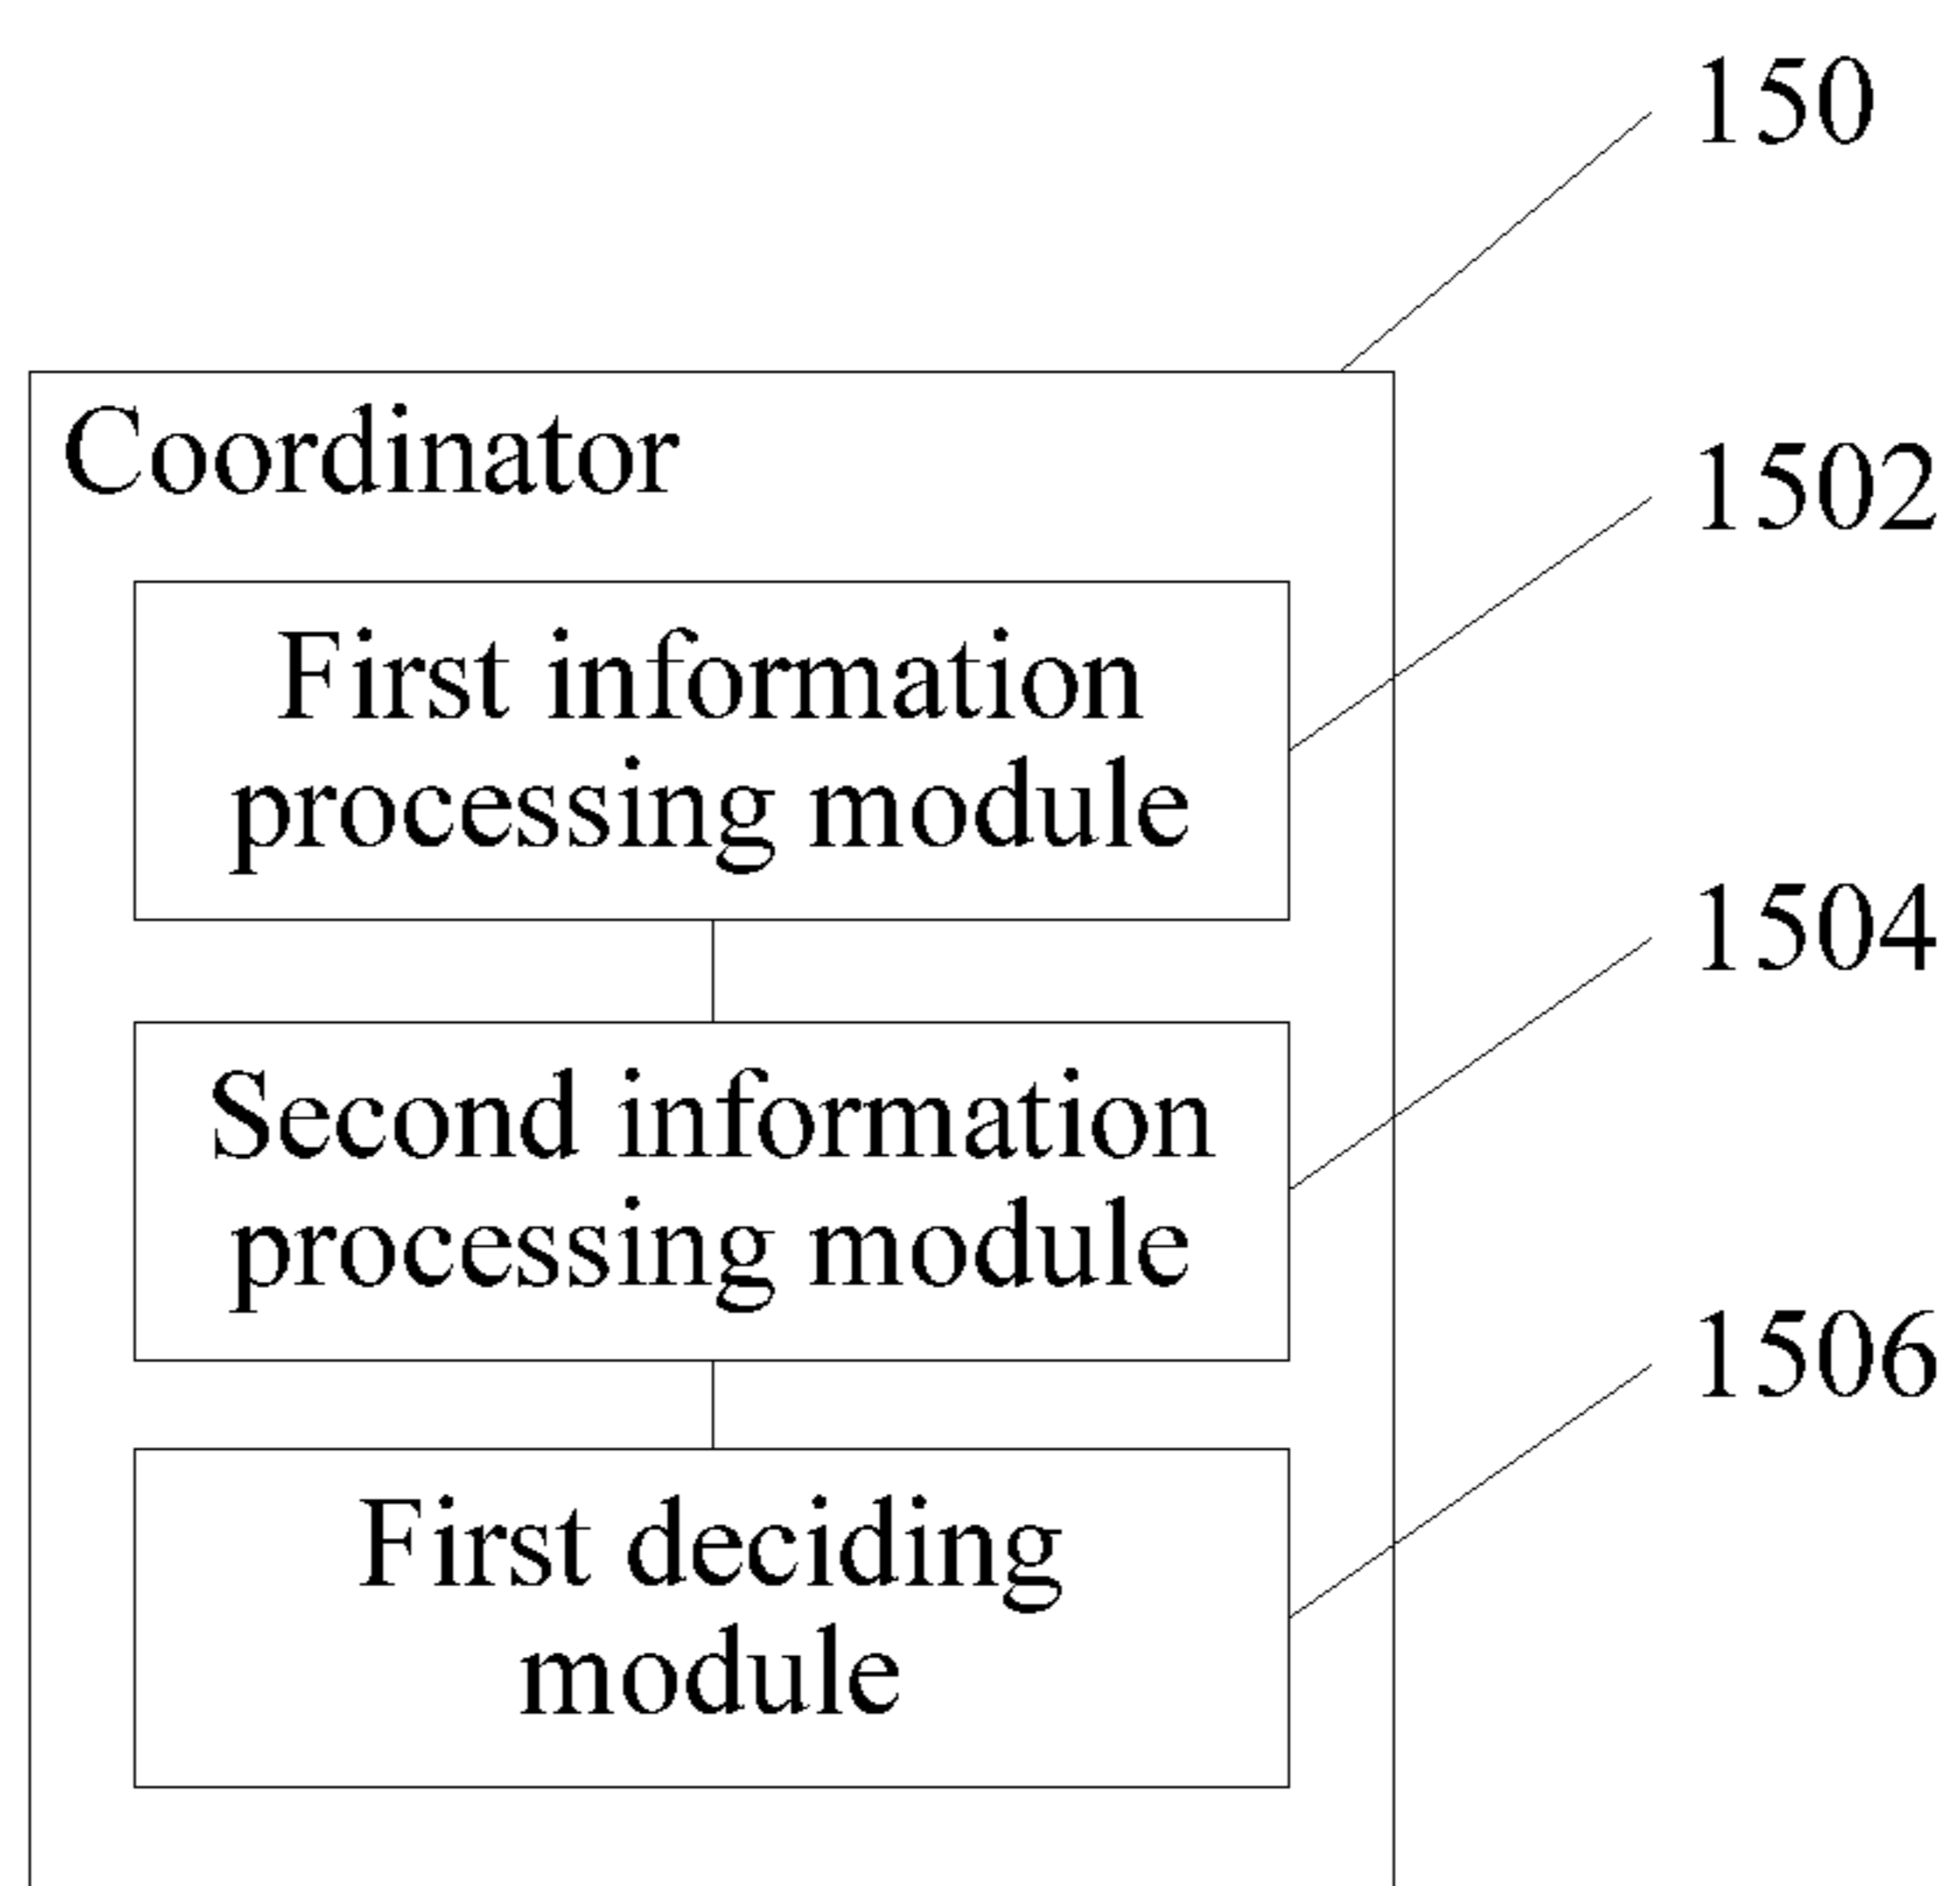 150
Coordinator
1502
First information
processing module
1504
Second information
processing module
1506
First deciding
module